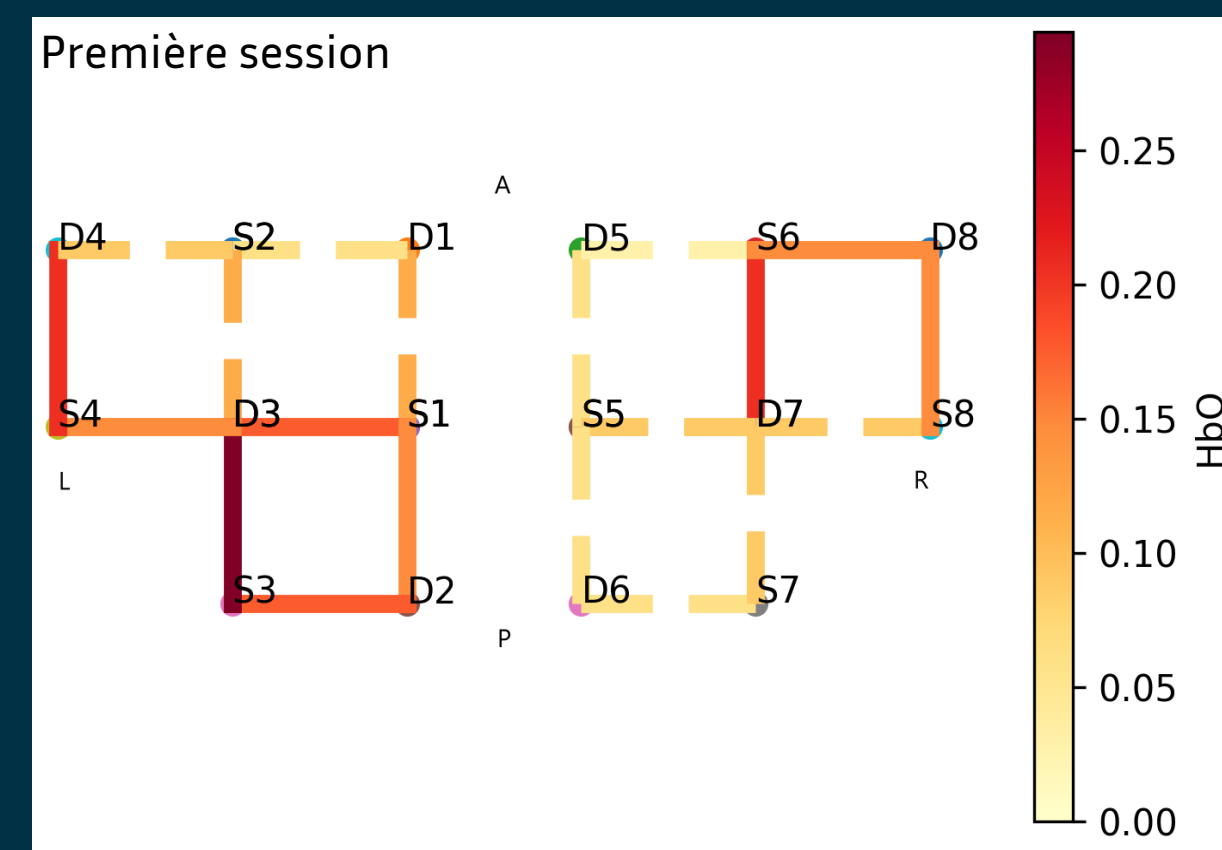 Première session
A
D4 S2 D1 D5 S6 D8
S4 D3 S1 S5 D7 S8
L R
S3 D2 D6 S7
P
0.25
0.20
0.15
0.10
0.05
0.00
HbO